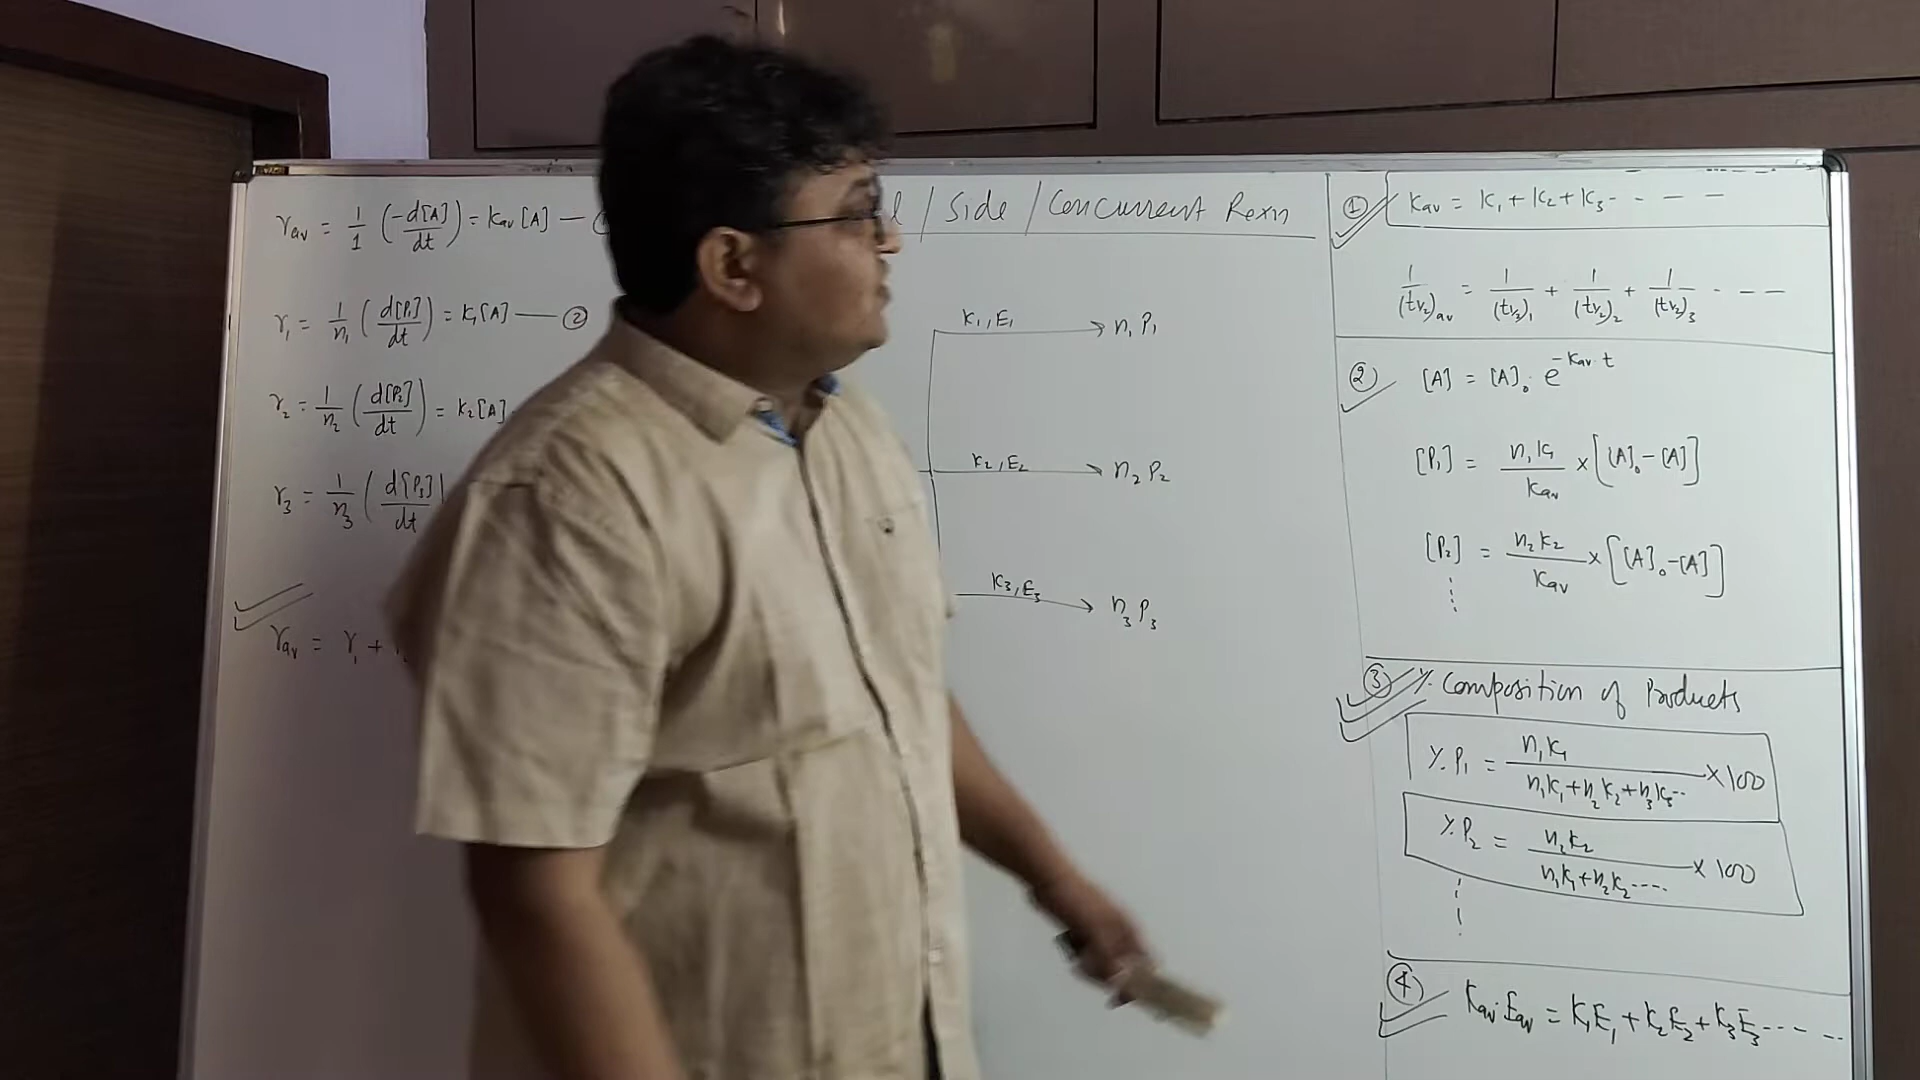 l / Side / Concurrent Rexn
r_av = 1/1 (-d[A]/dt) = K_av [A] —
r_1 = 1/n_1 (d[P_1]/dt) = K_1[A] — ②
r_2 = 1/n_2 (d[P_2]/dt) = K_2[A]
r_3 = 1/n_3 (d[P_3]/dt)
r_av = r_1 +
K_1, E_1 → n_1 P_1
K_2, E_2 → n_2 P_2
K_3, E_3 → n_3 P_3
① K_av = K_1 + K_2 + K_3 - - - -
1/(t_1/2)_av = 1/(t_1/2)_1 + 1/(t_1/2)_2 + 1/(t_1/2)_3 - - - -
② [A] = [A]_0 e^(-K_av t)
[P_1] = n_1 K_1/K_av × [[A]_0 - [A]]
[P_2] = n_2 K_2/K_av × [[A]_0 - [A]]
③ % Composition of Products
% P_1 = n_1 K_1/(n_1 K_1 + n_2 K_2 + n_3 K_3 --) × 100
% P_2 = n_2 K_2/(n_1 K_1 + n_2 K_2 ----) × 100
④ K_av E_av = K_1 E_1 + K_2 E_2 + K_3 E_3 - - - -